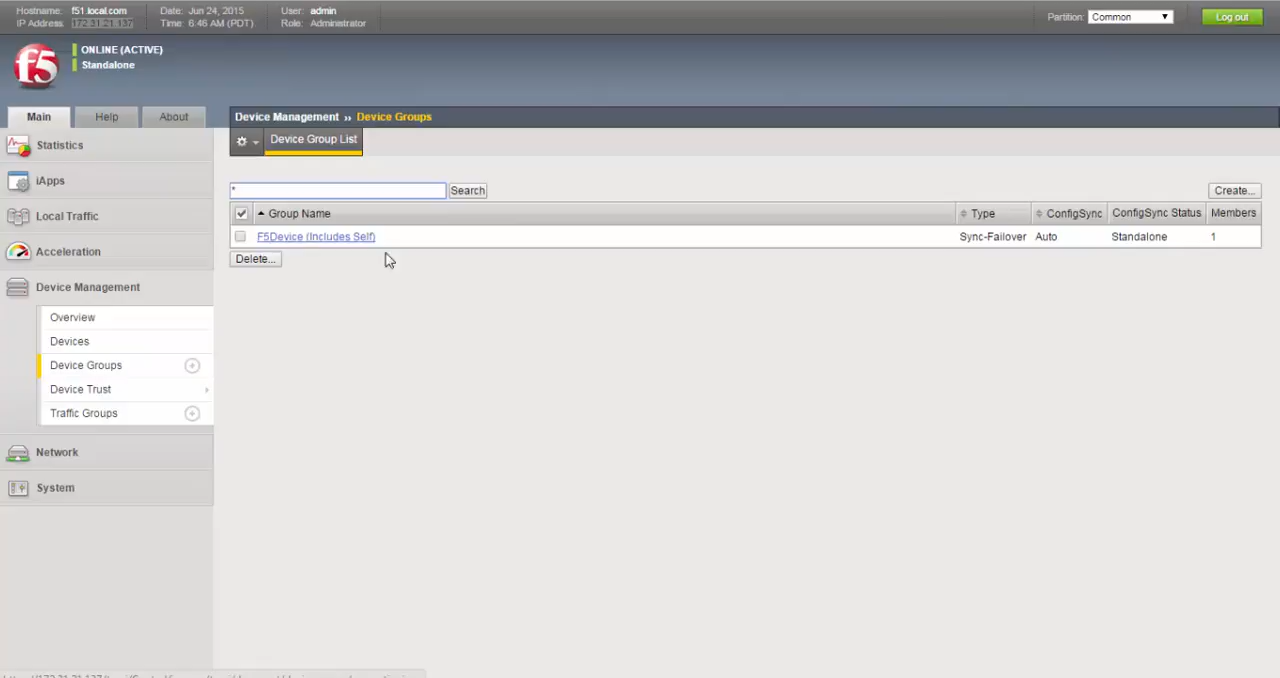 Hostname: f51.local.com Date: Jun 24, 2015 User: admin
IP Address: 172.31.21.137 Time: 6:46 AM (PDT) Role: Administrator
Partition: Common Log out
f5
ONLINE (ACTIVE)
Standalone
Main Help About
Device Management ›› Device Groups
Device Group List
Statistics
iApps
Local Traffic
Acceleration
Device Management
Overview
Devices
Device Groups
Device Trust
Traffic Groups
Network
System
* Search Create...
Group Name Type ConfigSync ConfigSync Status Members
F5Device (Includes Self) Sync-Failover Auto Standalone 1
Delete...